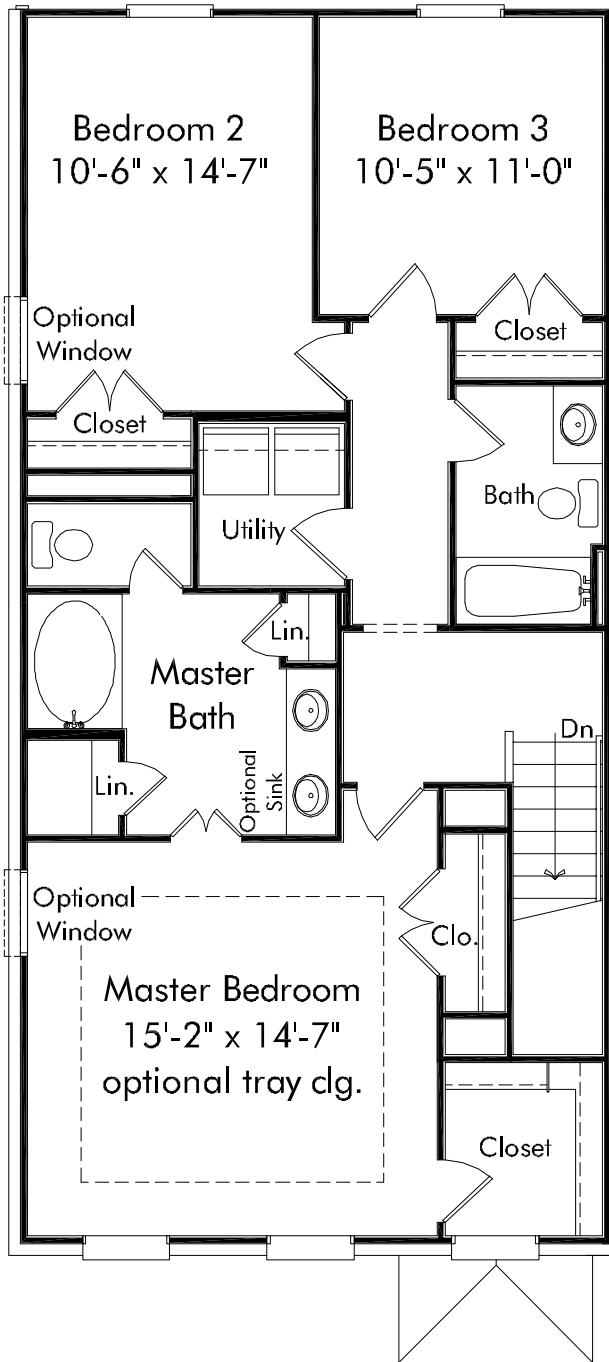 Bedroom 2
10'-6" x 14'-7"
Bedroom 3
10'-5" x 11'-0"
Optional
Window
Closet
Closet
Utility
Bath
Lin.
Master
Bath
Lin.
Optional
Sink
Dn
Optional
Window
Clo.
Master Bedroom
15'-2" x 14'-7"
optional tray clg.
Closet